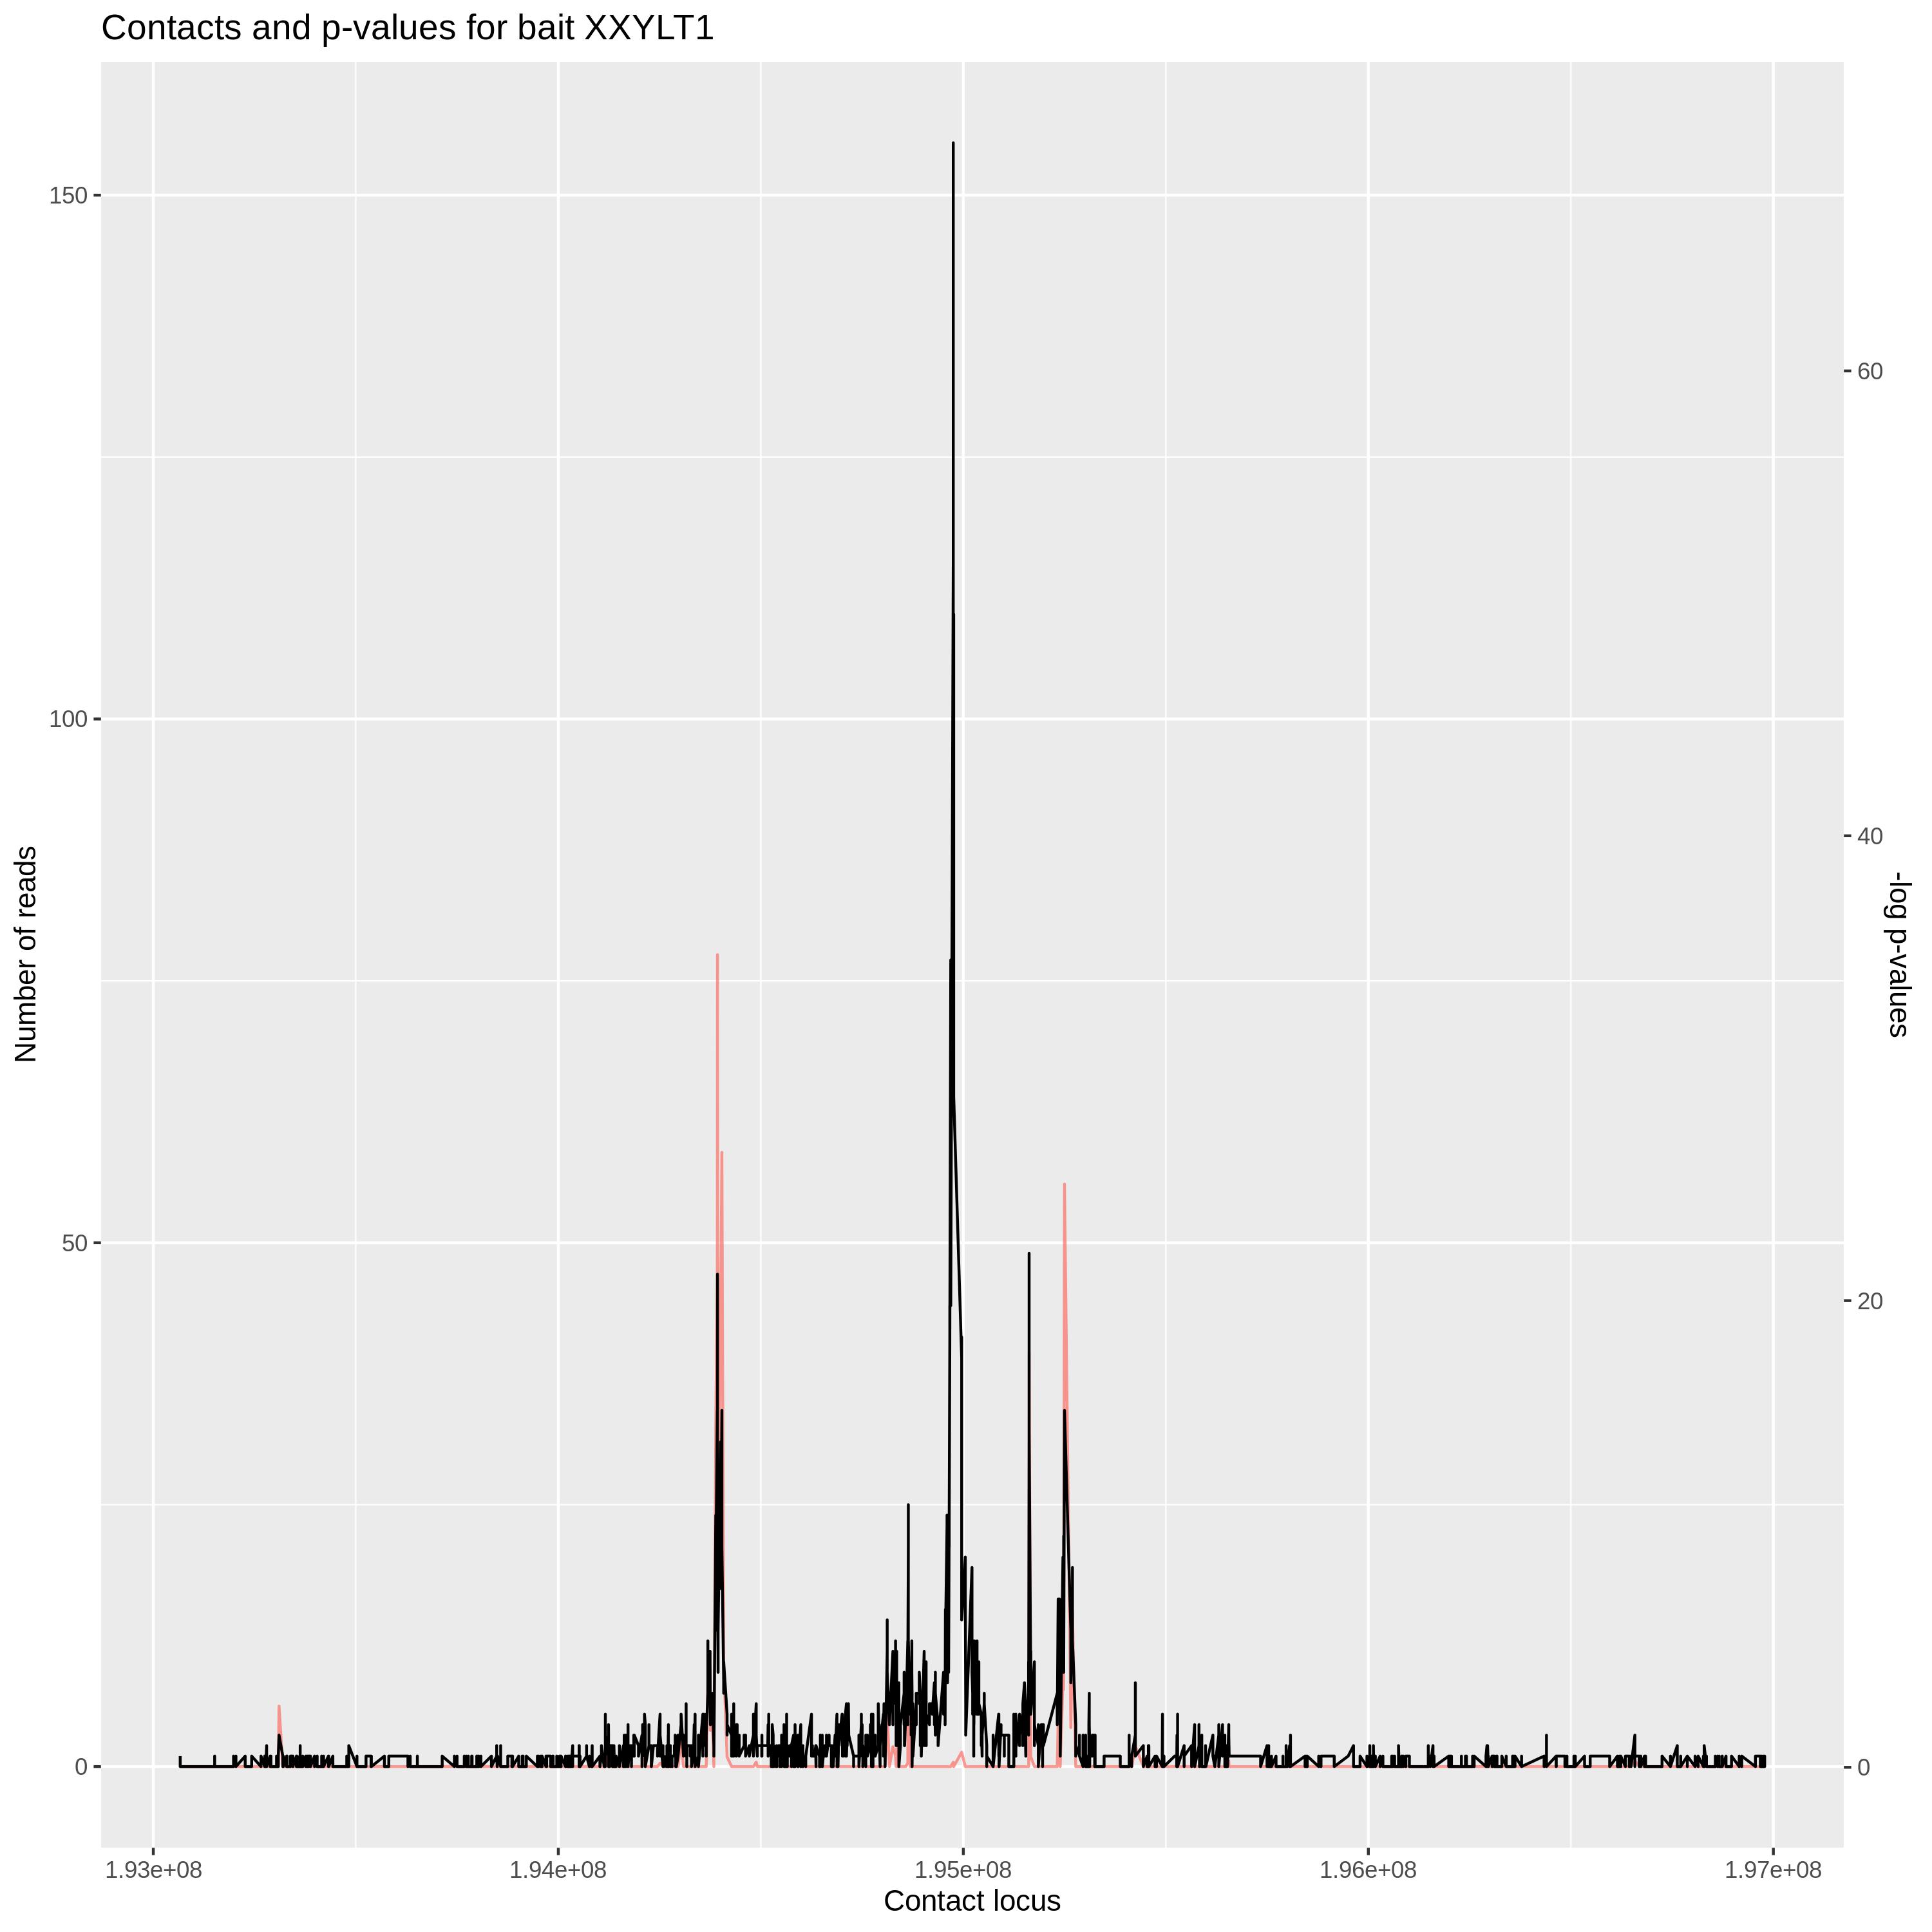 Contacts and p-values for bait XXYLT1
150
100
50
0
Number of reads
60
40
20
0
-log p-values
1.93e+08
1.94e+08
1.95e+08
1.96e+08
1.97e+08
Contact locus